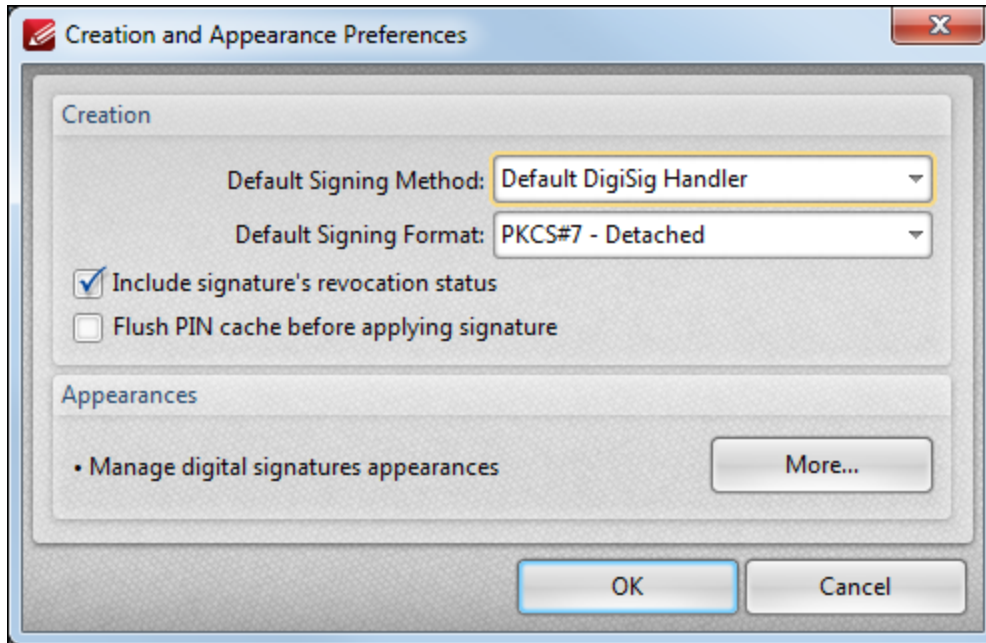 Creation and Appearance Preferences
Creation
Default Signing Method: Default DigiSig Handler
Default Signing Format: PKCS#7 - Detached
Include signature's revocation status
Flush PIN cache before applying signature
Appearances
• Manage digital signatures appearances More...
OK Cancel